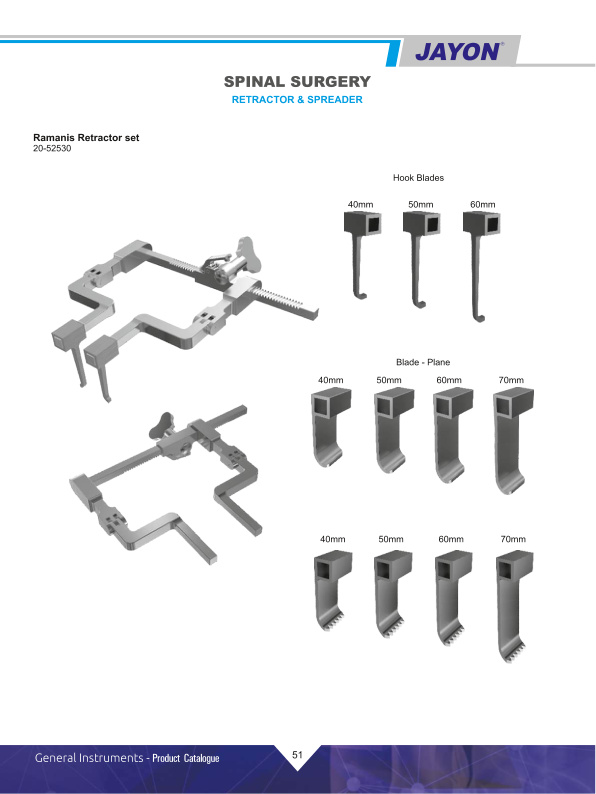 JAYON®
SPINAL SURGERY
RETRACTOR & SPREADER
Ramanis Retractor set
20-52530
Hook Blades
40mm 50mm 60mm
Blade - Plane
40mm 50mm 60mm 70mm
40mm 50mm 60mm 70mm
General Instruments - Product Catalogue
51